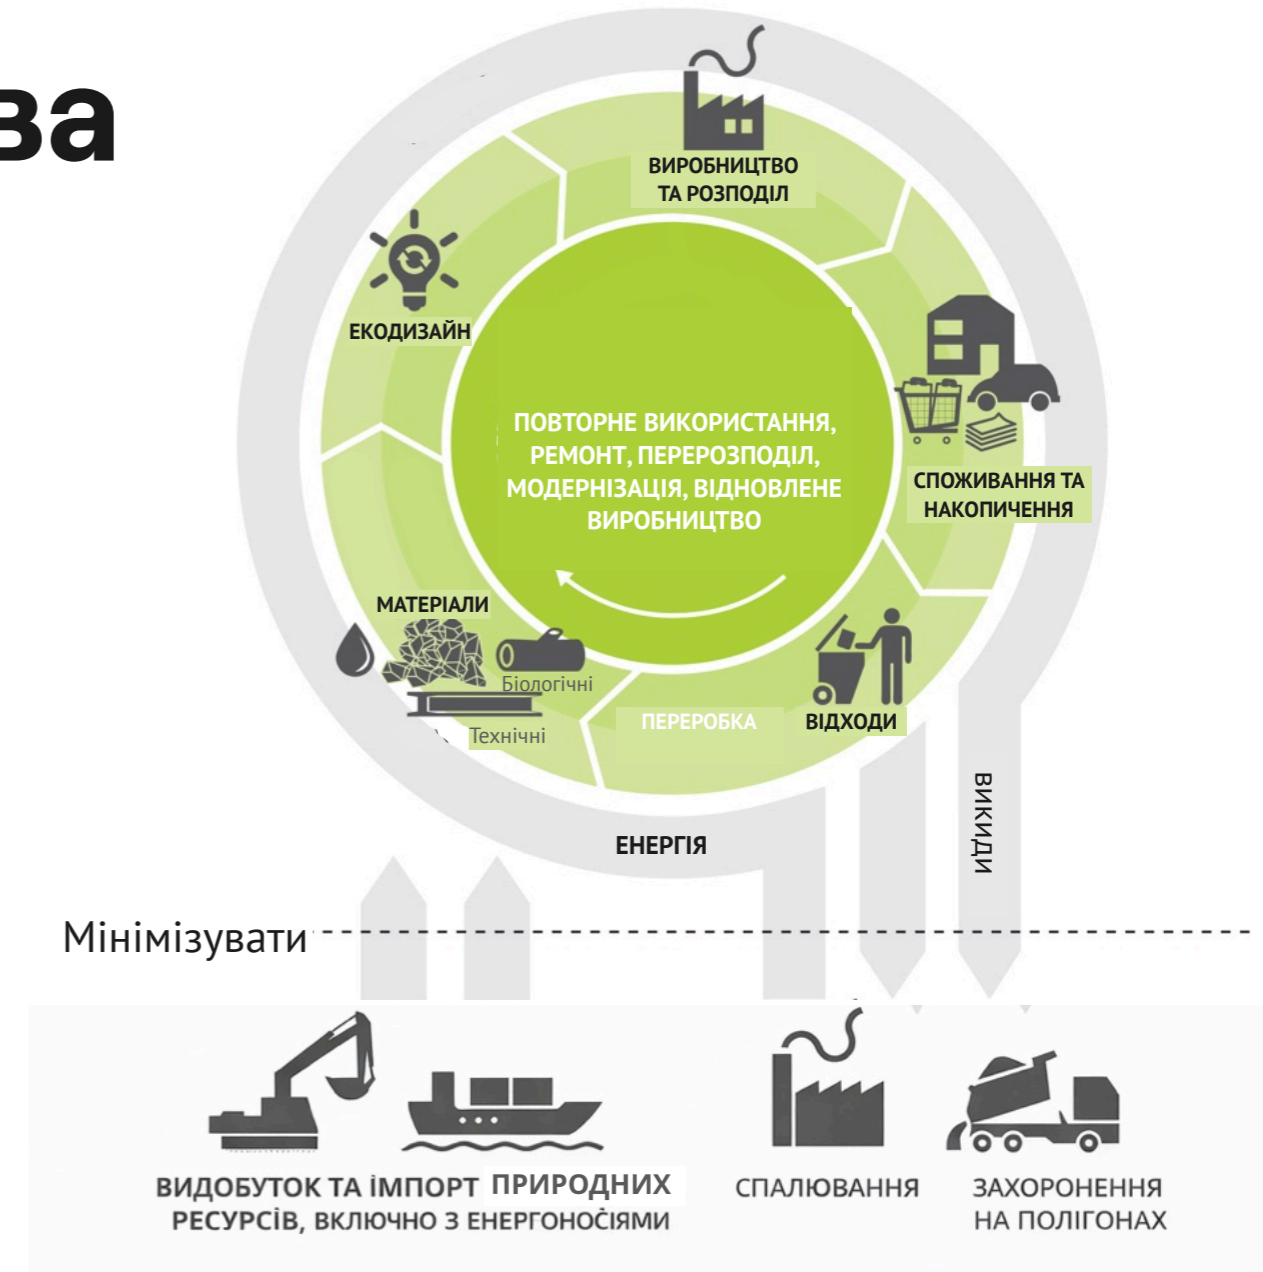 ва
ВИРОБНИЦТВО
ТА РОЗПОДІЛ
ЕКОДИЗАЙН
ПОВТОРНЕ ВИКОРИСТАННЯ,
РЕМОНТ, ПЕРЕРОЗПОДІЛ,
МОДЕРНІЗАЦІЯ, ВІДНОВЛЕНЕ
ВИРОБНИЦТВО
СПОЖИВАННЯ ТА
НАКОПИЧЕННЯ
МАТЕРІАЛИ
Біологічні
Технічні
ПЕРЕРОБКА
ВІДХОДИ
ВИКИДИ
ЕНЕРГІЯ
Мінімізувати
ВИДОБУТОК ТА ІМПОРТ ПРИРОДНИХ
РЕСУРСІВ, ВКЛЮЧНО З ЕНЕРГОНОСІЯМИ
СПАЛЮВАННЯ
ЗАХОРОНЕННЯ
НА ПОЛІГОНАХ